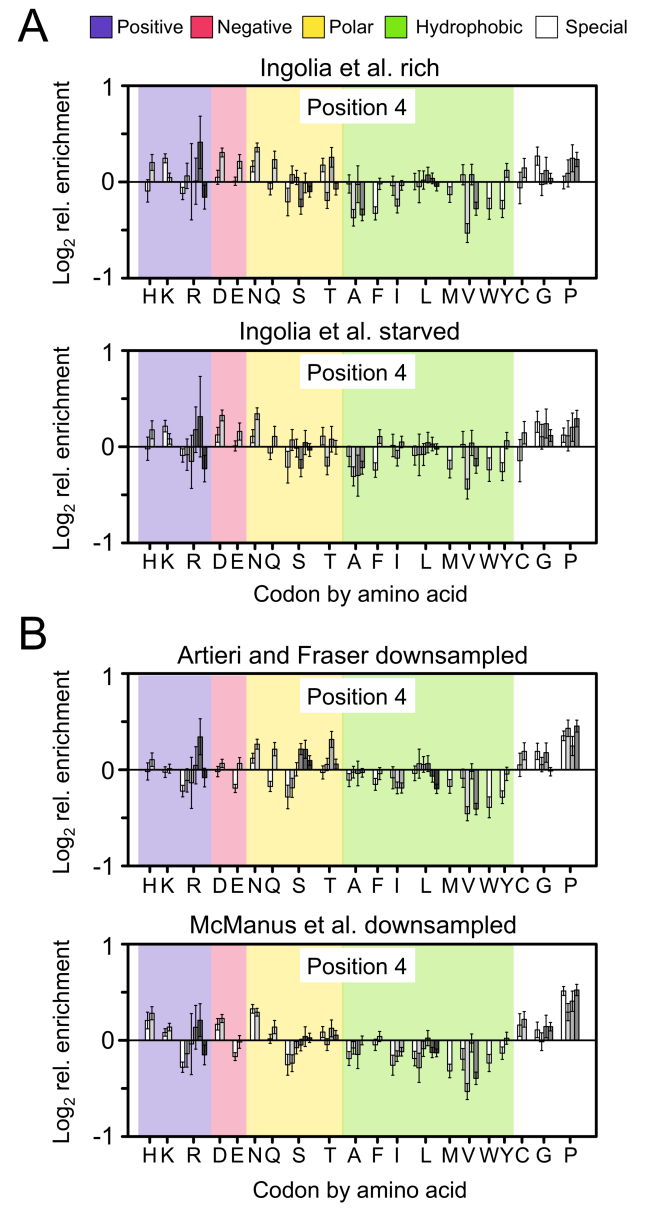 A
Positive Negative Polar Hydrophobic Special
Ingolia et al. rich
Position 4
Log2 rel. enrichment
1
0
-1
H K R D E N Q S T A F I L M V W Y C G P
Ingolia et al. starved
Position 4
Log2 rel. enrichment
1
0
-1
H K R D E N Q S T A F I L M V W Y C G P
Codon by amino acid
B
Artieri and Fraser downsampled
Position 4
Log2 rel. enrichment
1
0
-1
H K R D E N Q S T A F I L M V W Y C G P
McManus et al. downsampled
Position 4
Log2 rel. enrichment
1
0
-1
H K R D E N Q S T A F I L M V W Y C G P
Codon by amino acid